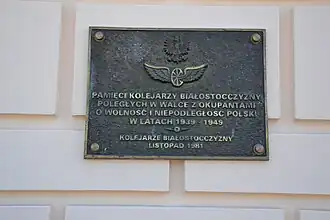 PAMIĘCI KOLEJARZY BIAŁOSTOCCZYZNY
POLEGŁYCH W WALCE Z OKUPANTAMI
O WOLNOŚĆ I NIEPODLEGŁOŚĆ POLSKI
W LATACH 1939 - 1945
KOLEJARZE BIAŁOSTOCCZYZNY
LISTOPAD 1981